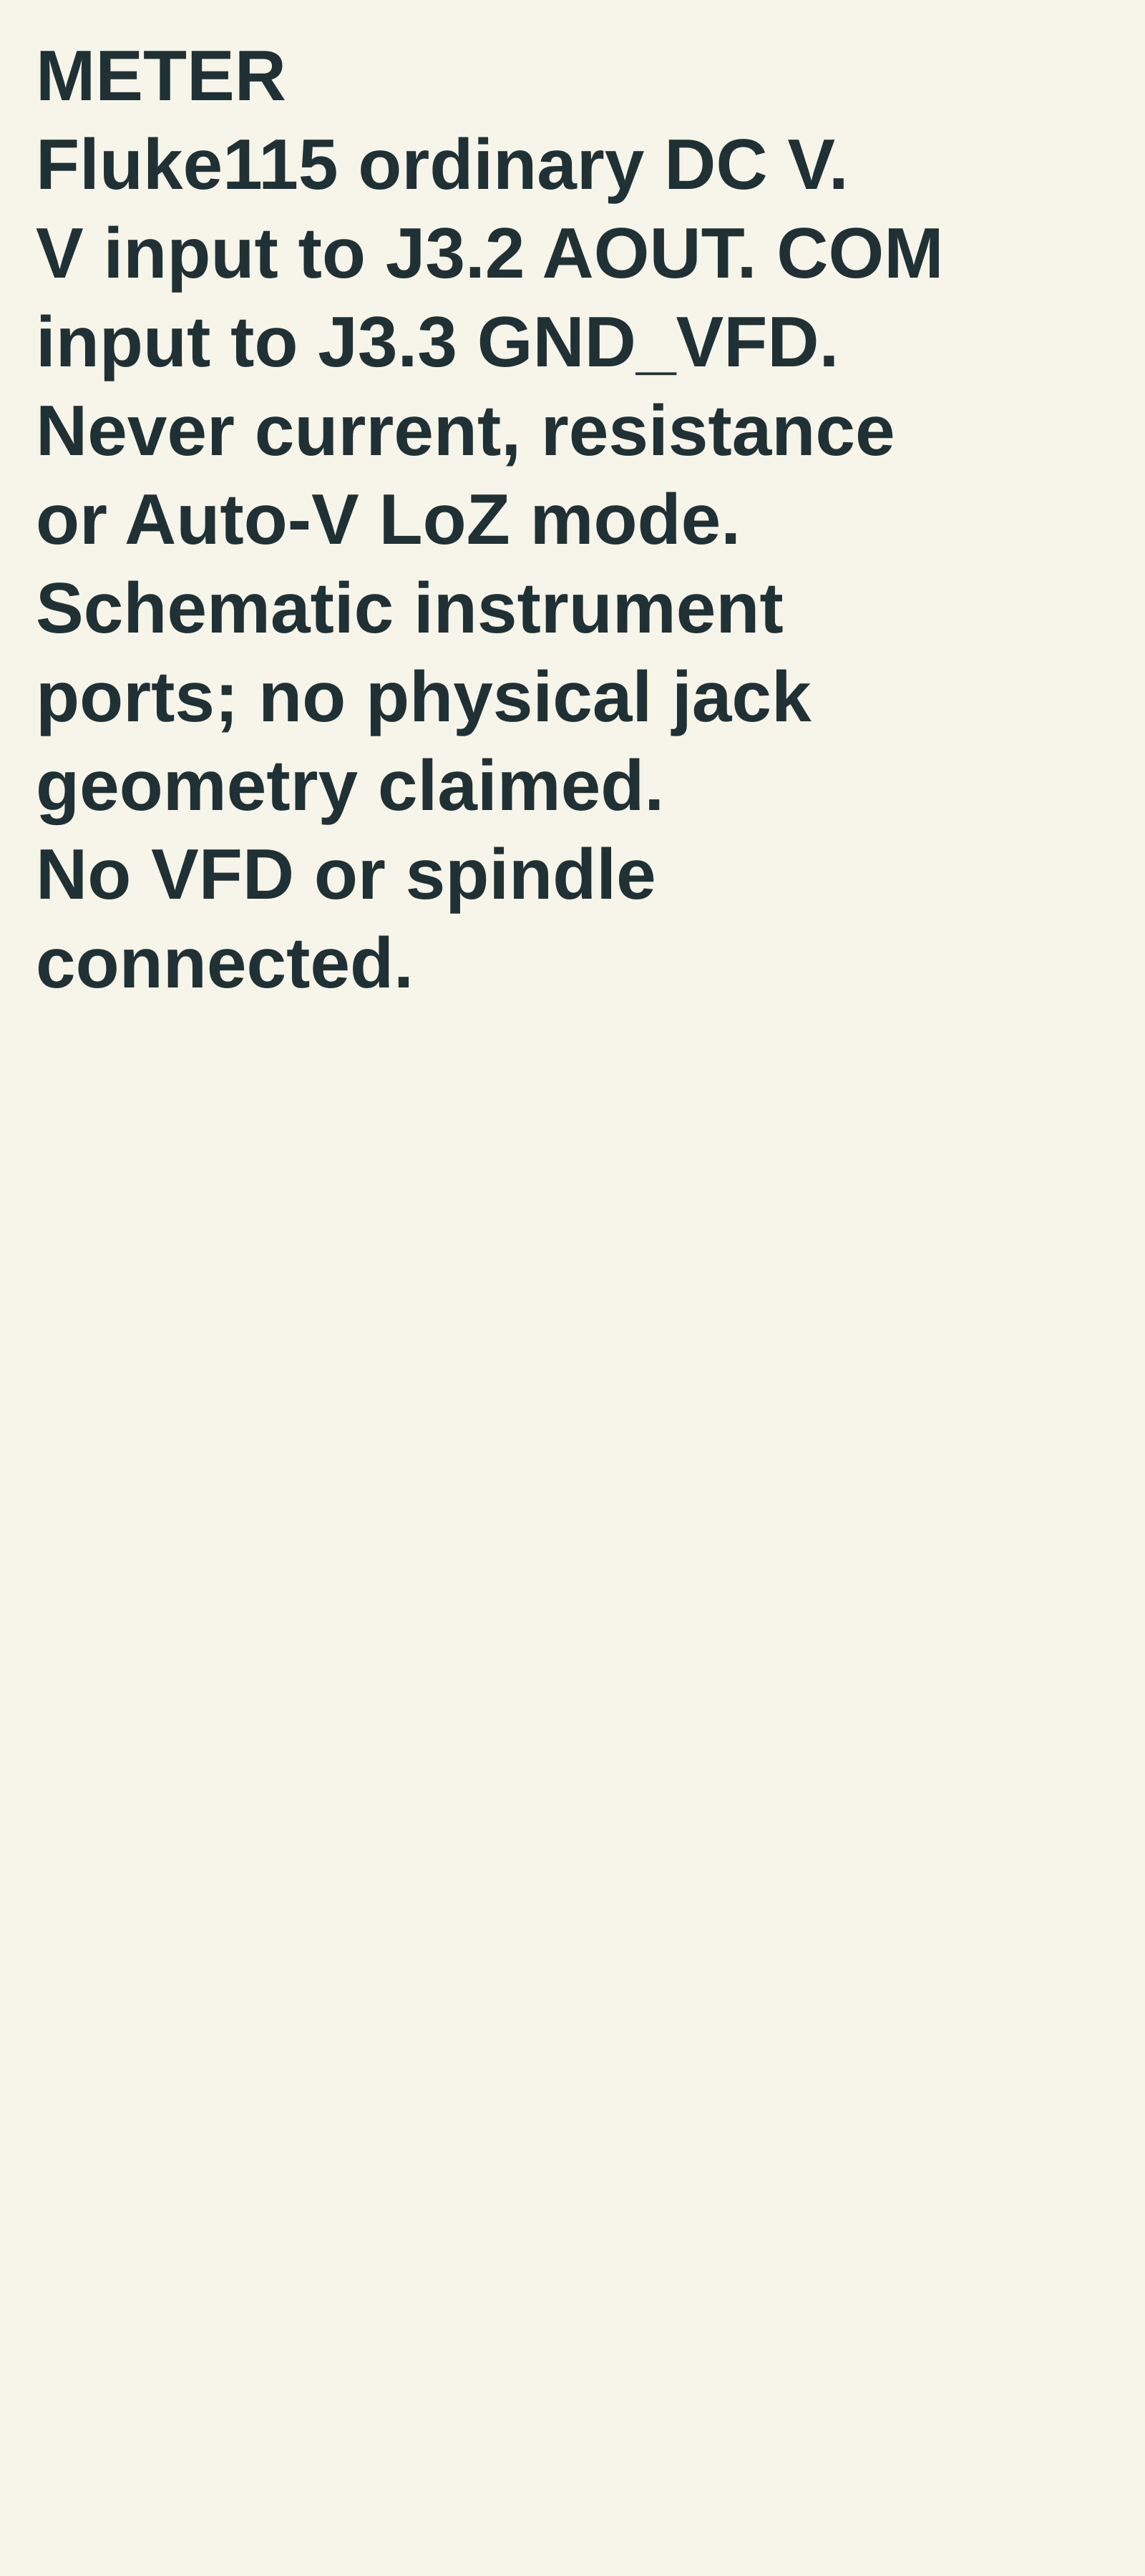 METER
Fluke115 ordinary DC V.
V input to J3.2 AOUT. COM
input to J3.3 GND_VFD.
Never current, resistance
or Auto-V LoZ mode.
Schematic instrument
ports; no physical jack
geometry claimed.
No VFD or spindle
connected.